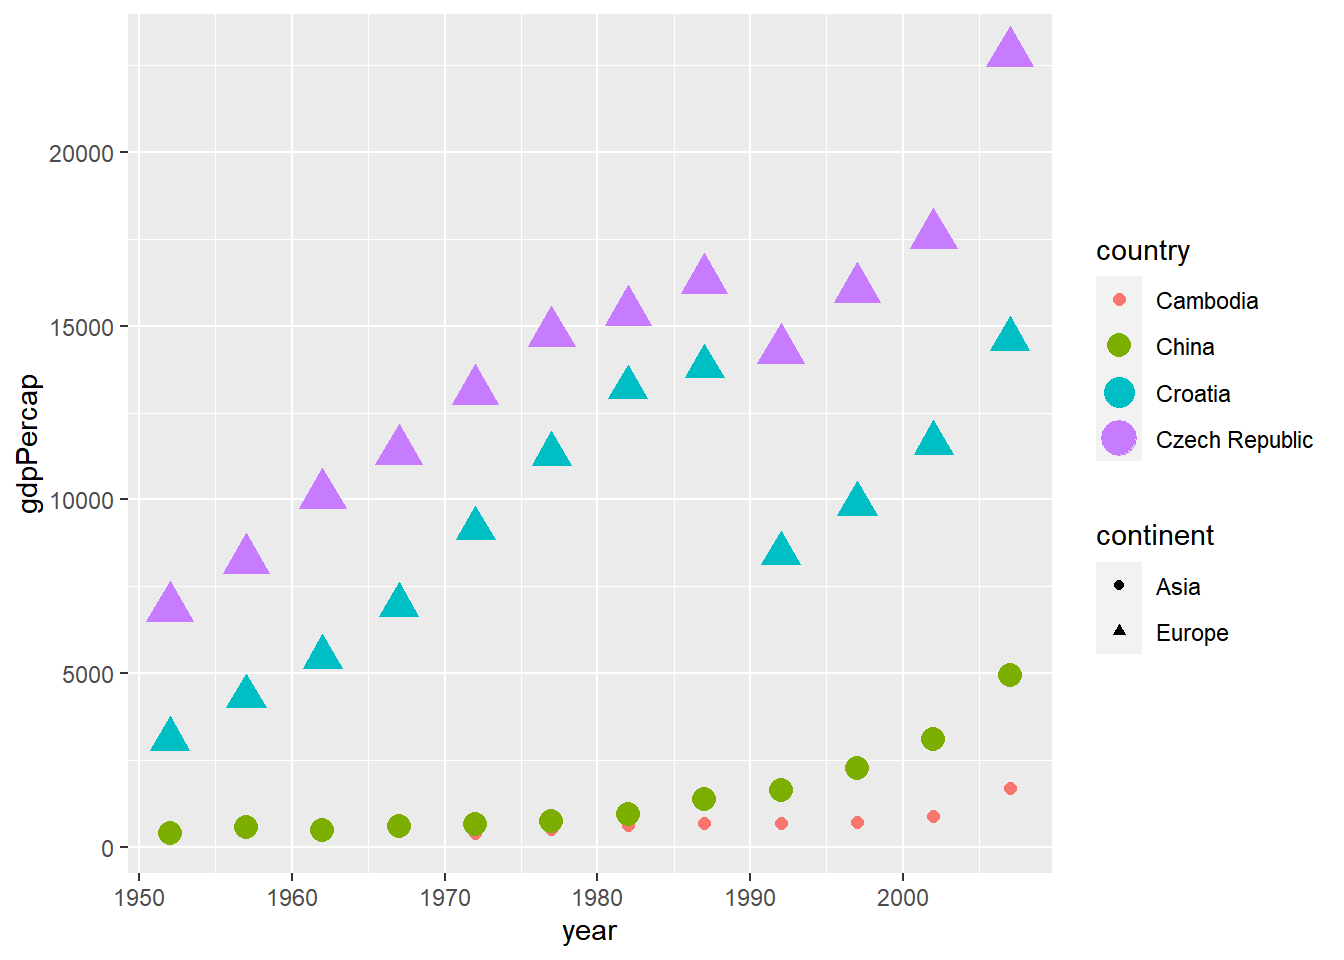 20000
15000
10000
5000
0
gdpPercap
1950 1960 1970 1980 1990 2000
year
country
Cambodia
China
Croatia
Czech Republic
continent
Asia
Europe